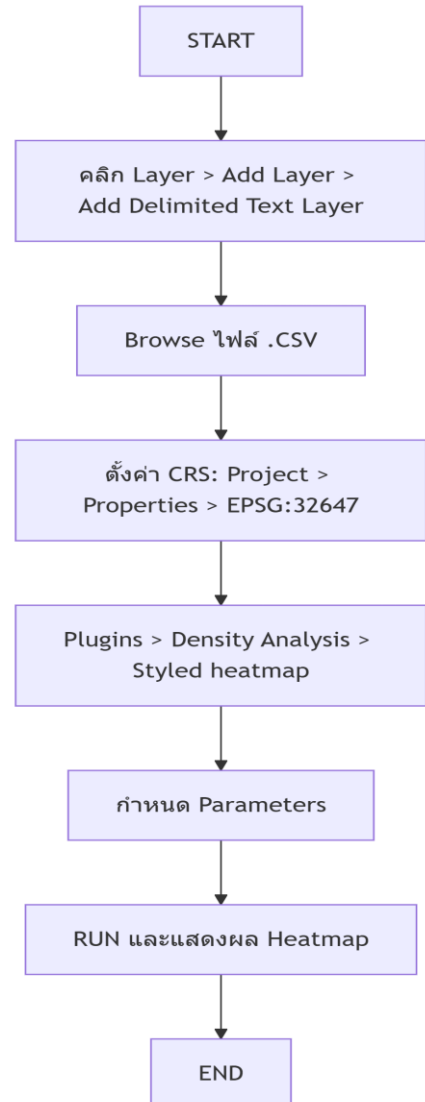 START
คลิก Layer > Add Layer >
Add Delimited Text Layer
Browse ไฟล์ .CSV
ตั้งค่า CRS: Project >
Properties > EPSG:32647
Plugins > Density Analysis >
Styled heatmap
กำหนด Parameters
RUN และแสดงผล Heatmap
END